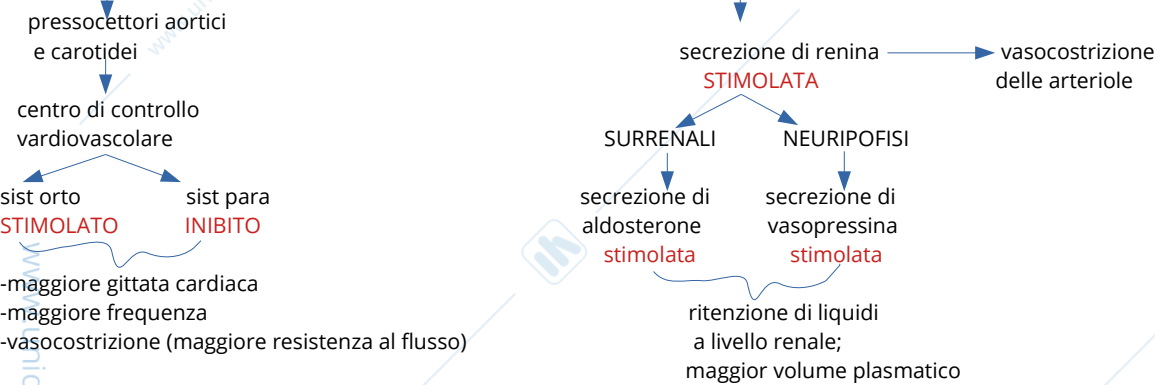 pressocettori aortici
e carotidei
centro di controllo
vardiovascolare
sist orto
STIMOLATO
sist para
INIBITO
-maggiore gittata cardiaca
-maggiore frequenza
-vasocostrizione (maggiore resistenza al flusso)
secrezione di renina
STIMOLATA
vasocostrizione
delle arteriole
SURRENALI
NEURIPOFISI
secrezione di
aldosterone
stimolata
secrezione di
vasopressina
stimolata
ritenzione di liquidi
a livello renale;
maggior volume plasmatico